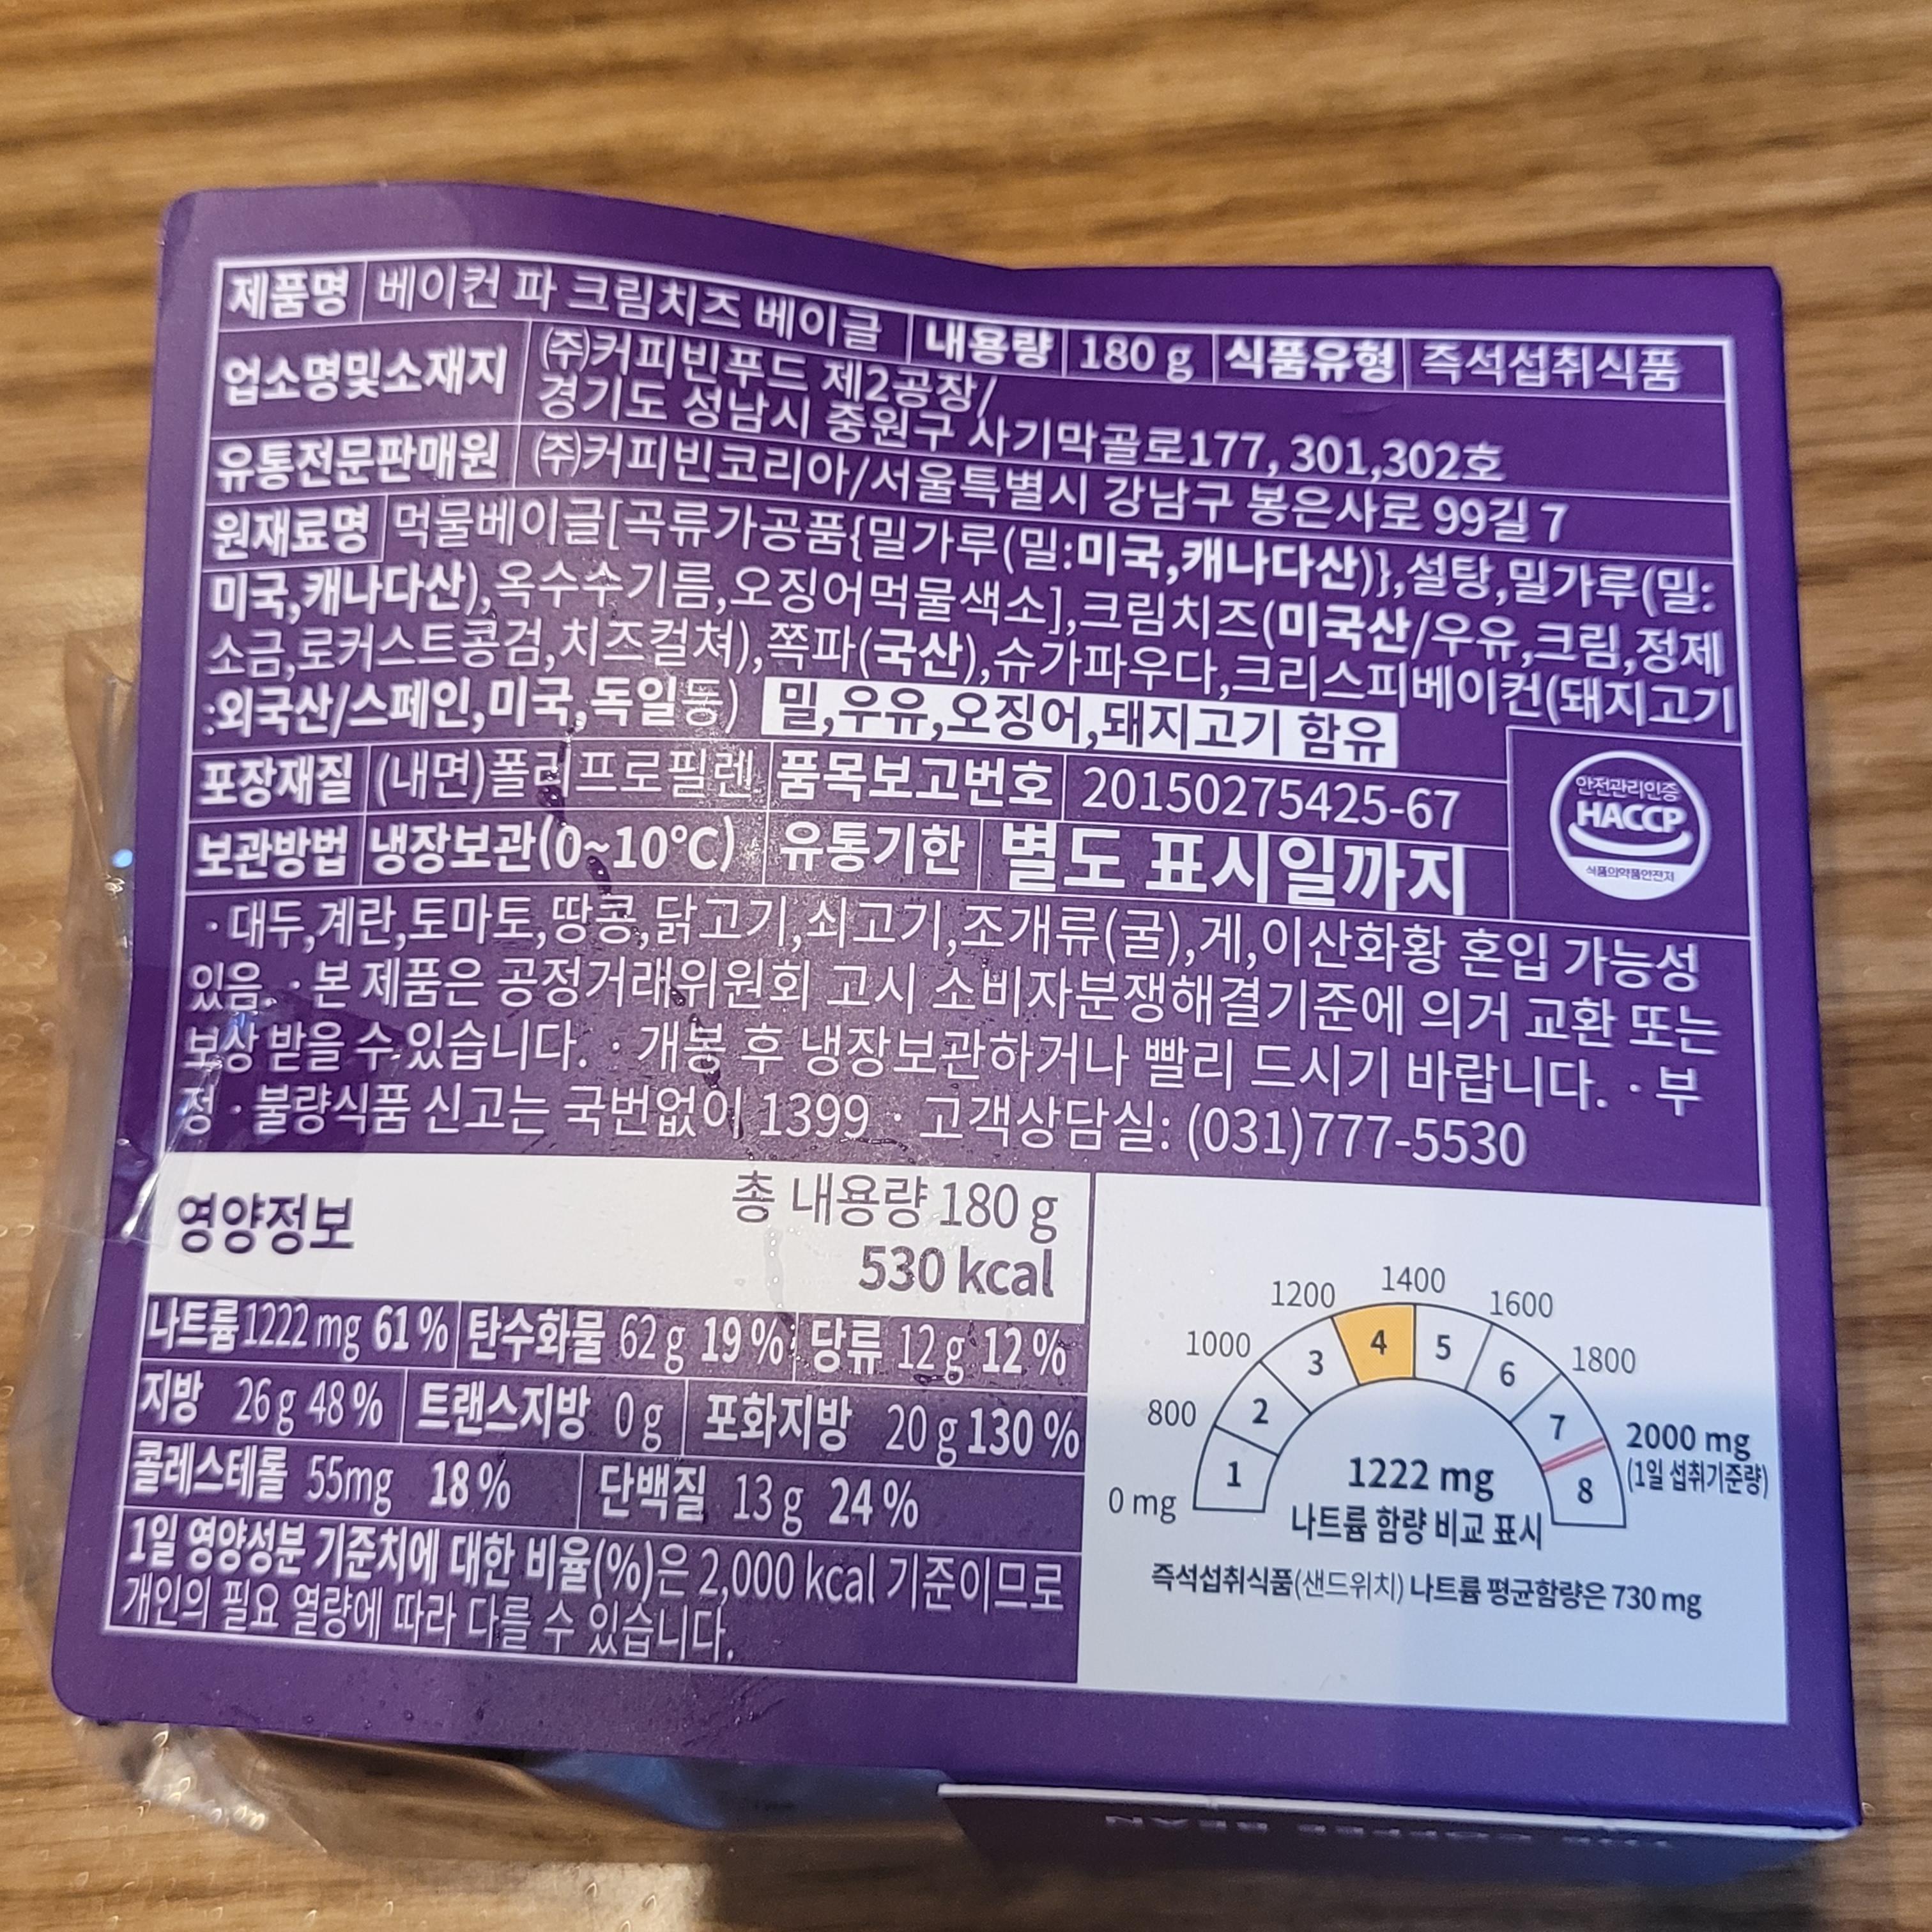 제품명 베이컨 파 크림치즈 베이글 내용량 180 g 식품유형 즉석섭취식품
업소명및소재지 ㈜커피빈푸드 제2공장/
경기도 성남시 중원구 사기막골로177, 301,302호
유통전문판매원 ㈜커피빈코리아/서울특별시 강남구 봉은사로 99길 7
원재료명 먹물베이글[곡류가공품{밀가루(밀:미국,캐나다산)},설탕,밀가루(밀:
미국,캐나다산),옥수수기름,오징어먹물색소],크림치즈(미국산/우유,크림,정제
소금,로커스트콩검,치즈컬쳐),쪽파(국산),슈가파우다,크리스피베이컨(돼지고기
:외국산/스페인,미국,독일등) 밀,우유,오징어,돼지고기 함유
포장재질 (내면)폴리프로필렌 품목보고번호 20150275425-67
보관방법 냉장보관(0~10℃) 유통기한 별도 표시일까지
안전관리인증
HACCP
식품의약품안전처
· 대두,계란,토마토,땅콩,닭고기,쇠고기,조개류(굴),게,이산화황 혼입 가능성
있음. · 본 제품은 공정거래위원회 고시 소비자분쟁해결기준에 의거 교환 또는
보상 받을 수 있습니다. · 개봉 후 냉장보관하거나 빨리 드시기 바랍니다. · 부
정 · 불량식품 신고는 국번없이 1399 · 고객상담실: (031)777-5530
영양정보 총 내용량 180 g
530 kcal
나트륨 1222 mg 61 % 탄수화물 62 g 19 % 당류 12 g 12 %
지방 26 g 48 % 트랜스지방 0 g 포화지방 20 g 130 %
콜레스테롤 55mg 18 % 단백질 13 g 24 %
1일 영양성분 기준치에 대한 비율(%)은 2,000 kcal 기준이므로
개인의 필요 열량에 따라 다를 수 있습니다.
0 mg 800 1000 1200 1400 1600 1800 2000 mg
(1일 섭취기준량)
1 2 3 4 5 6 7 8
1222 mg
나트륨 함량 비교 표시
즉석섭취식품(샌드위치) 나트륨 평균함량은 730 mg
THE COFFEE BEAN